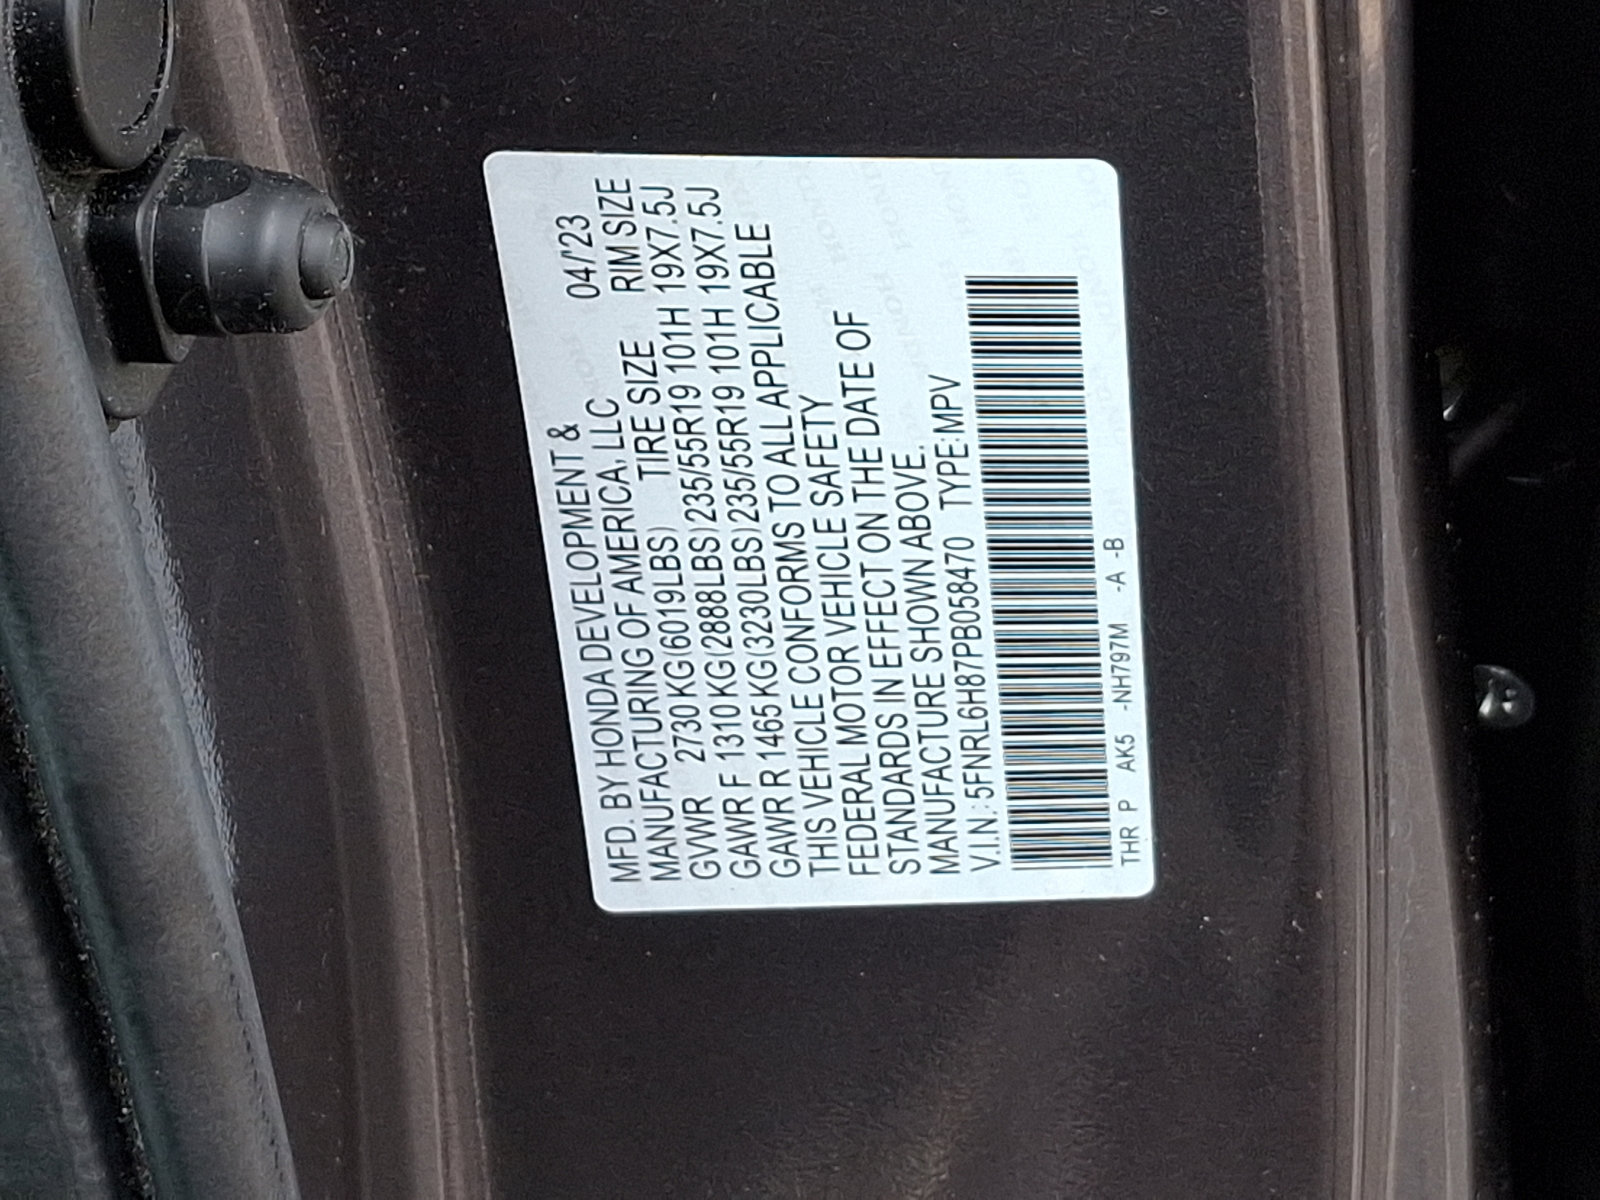 MFD. BY HONDA DEVELOPMENT & 04/'23
MANUFACTURING OF AMERICA, LLC
GVWR 2730 KG(6019LBS) TIRE SIZE RIM SIZE
GAWR F 1310 KG(2888LBS)235/55R19 101H 19X7.5J
GAWR R 1465 KG(3230LBS)235/55R19 101H 19X7.5J
THIS VEHICLE CONFORMS TO ALL APPLICABLE
FEDERAL MOTOR VEHICLE SAFETY
STANDARDS IN EFFECT ON THE DATE OF
MANUFACTURE SHOWN ABOVE.
V.I.N.: 5FNRL6H87PB058470 TYPE:MPV
THR P AK5 -NH797M -A -B